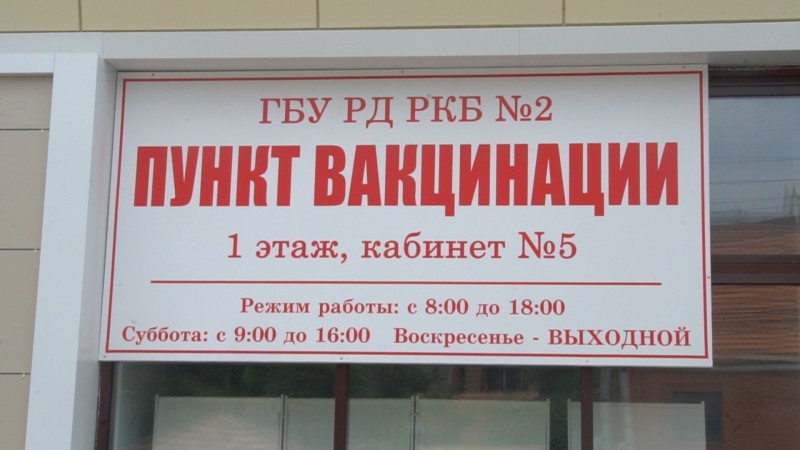 ГБУ РД РКБ №2
ПУНКТ ВАКЦИНАЦИИ
1 этаж, кабинет №5
Режим работы: с 8:00 до 18:00
Суббота: с 9:00 до 16:00 Воскресенье - ВЫХОДНОЙ